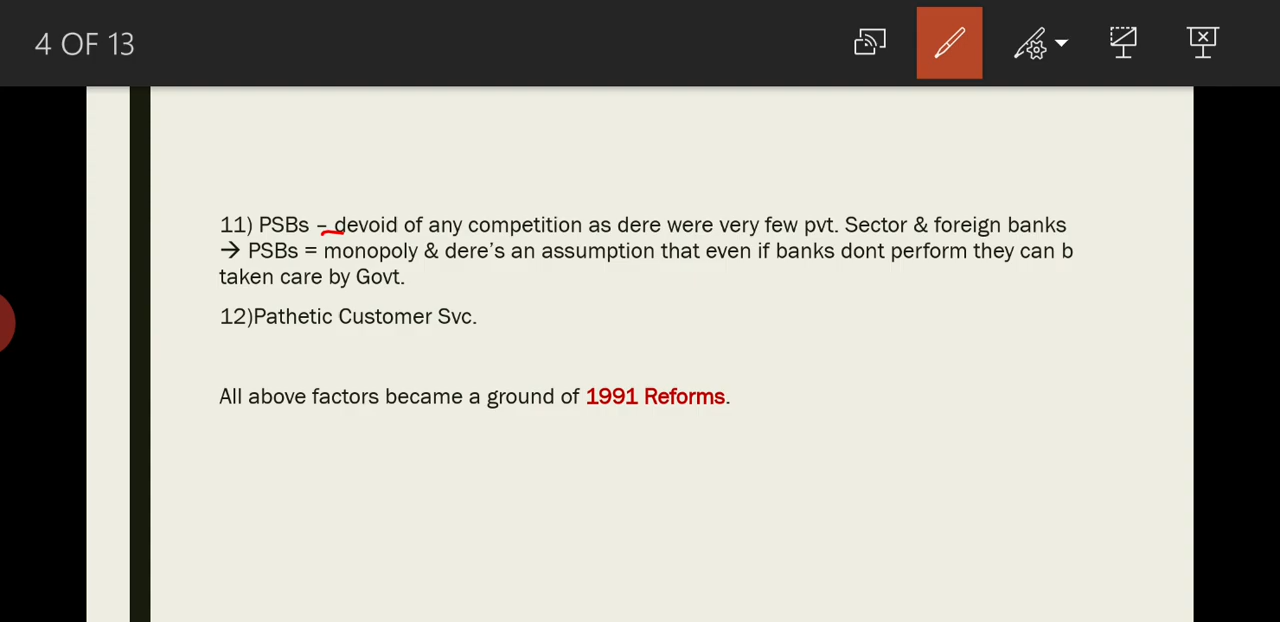 4 OF 13
11) PSBs – devoid of any competition as dere were very few pvt. Sector & foreign banks
→ PSBs = monopoly & dere’s an assumption that even if banks dont perform they can b
taken care by Govt.
12)Pathetic Customer Svc.
All above factors became a ground of 1991 Reforms.